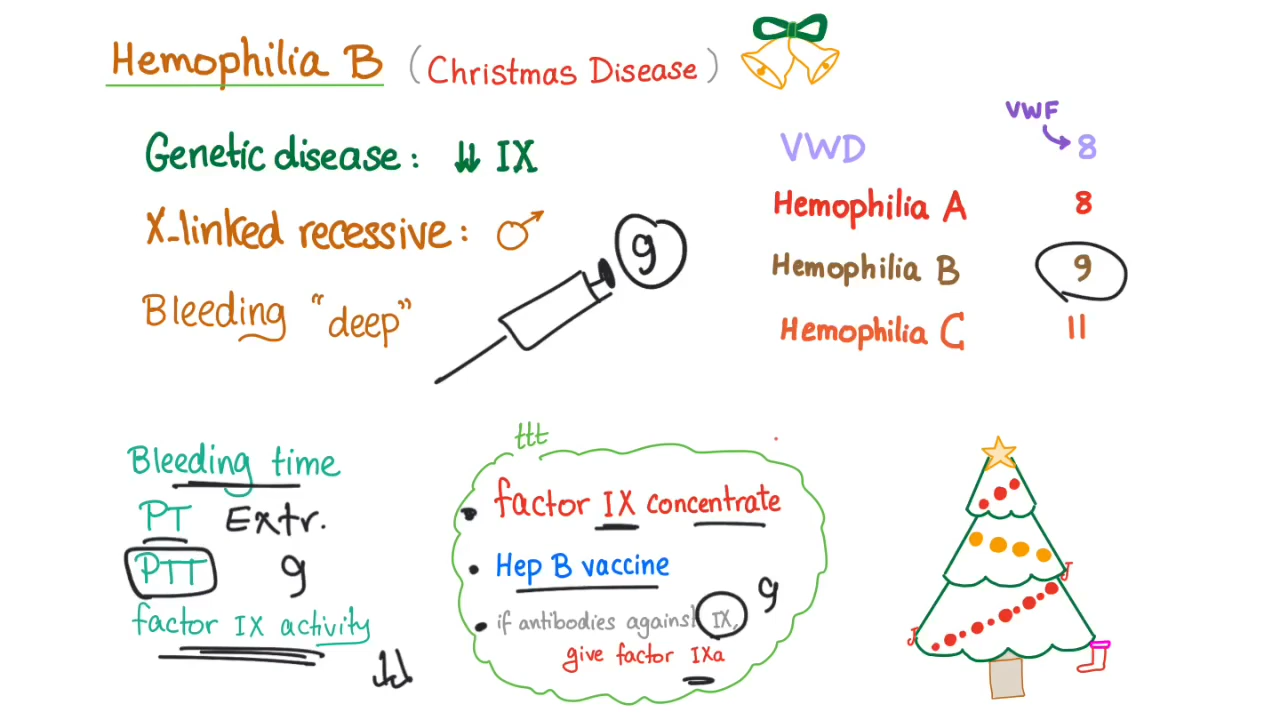 Hemophilia B (Christmas Disease)
Genetic disease: ↓↓ IX
X-linked recessive: ♂
9
Bleeding "deep"
VWF
VWD 8
Hemophilia A 8
Hemophilia B 9
Hemophilia C 11
Bleeding time
PT Extr.
PTT 9
factor IX activity
↓↓
ttt
• factor IX concentrate
• Hep B vaccine
9
• if antibodies against IX,
give factor IXa